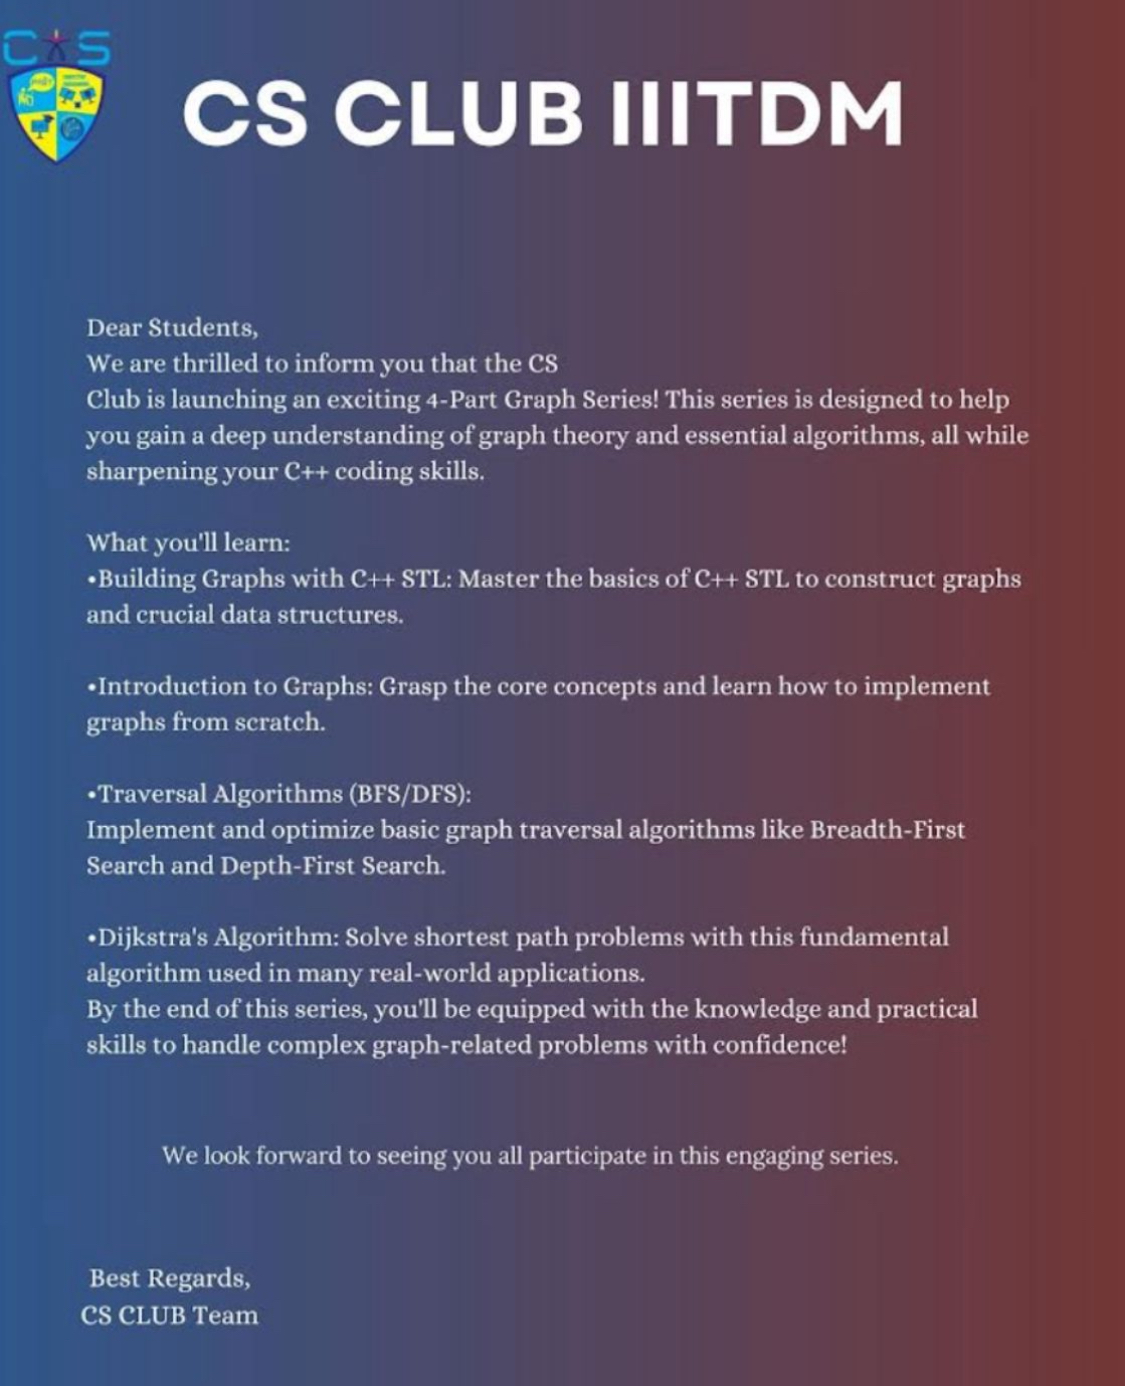 C S
CS CLUB IIITDM
Dear Students,
We are thrilled to inform you that the CS
Club is launching an exciting 4-Part Graph Series! This series is designed to help
you gain a deep understanding of graph theory and essential algorithms, all while
sharpening your C++ coding skills.
What you'll learn:
•Building Graphs with C++ STL: Master the basics of C++ STL to construct graphs
and crucial data structures.
•Introduction to Graphs: Grasp the core concepts and learn how to implement
graphs from scratch.
•Traversal Algorithms (BFS/DFS):
Implement and optimize basic graph traversal algorithms like Breadth-First
Search and Depth-First Search.
•Dijkstra's Algorithm: Solve shortest path problems with this fundamental
algorithm used in many real-world applications.
By the end of this series, you'll be equipped with the knowledge and practical
skills to handle complex graph-related problems with confidence!
We look forward to seeing you all participate in this engaging series.
Best Regards,
CS CLUB Team